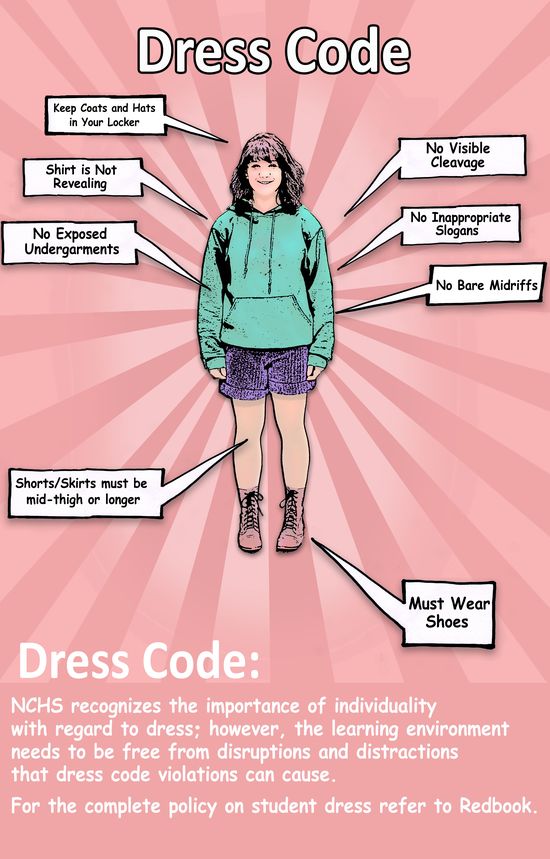 Dress Code
Keep Coats and Hats
in Your Locker
No Visible
Cleavage
Shirt is Not
Revealing
No Inappropriate
Slogans
No Exposed
Undergarments
No Bare Midriffs
Shorts/Skirts must be
mid-thigh or longer
Must Wear
Shoes
Dress Code:
NCHS recognizes the importance of individuality
with regard to dress; however, the learning environment
needs to be free from disruptions and distractions
that dress code violations can cause.
For the complete policy on student dress refer to Redbook.